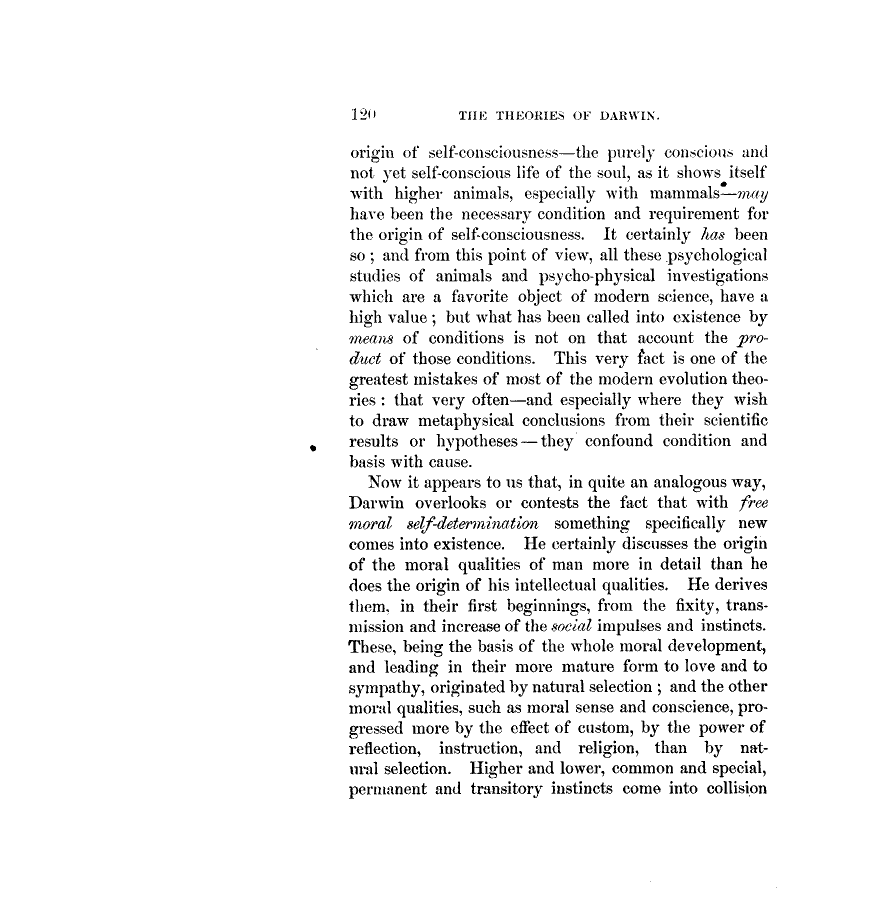 120 THE THEORIES OF DARWIN.
origin of self-consciousness—the purely conscious and
not yet self-conscious life of the soul, as it shows itself
with higher animals, especially with mammals—may
have been the necessary condition and requirement for
the origin of self-consciousness. It certainly has been
so ; and from this point of view, all these psychological
studies of animals and psycho-physical investigations
which are a favorite object of modern science, have a
high value ; but what has been called into existence by
means of conditions is not on that account the pro-
duct of those conditions. This very fact is one of the
greatest mistakes of most of the modern evolution theo-
ries : that very often—and especially where they wish
to draw metaphysical conclusions from their scientific
results or hypotheses — they confound condition and
basis with cause.
Now it appears to us that, in quite an analogous way,
Darwin overlooks or contests the fact that with free
moral self-determination something specifically new
comes into existence. He certainly discusses the origin
of the moral qualities of man more in detail than he
does the origin of his intellectual qualities. He derives
them, in their first beginnings, from the fixity, trans-
mission and increase of the social impulses and instincts.
These, being the basis of the whole moral development,
and leading in their more mature form to love and to
sympathy, originated by natural selection ; and the other
moral qualities, such as moral sense and conscience, pro-
gressed more by the effect of custom, by the power of
reflection, instruction, and religion, than by nat-
ural selection. Higher and lower, common and special,
permanent and transitory instincts come into collision